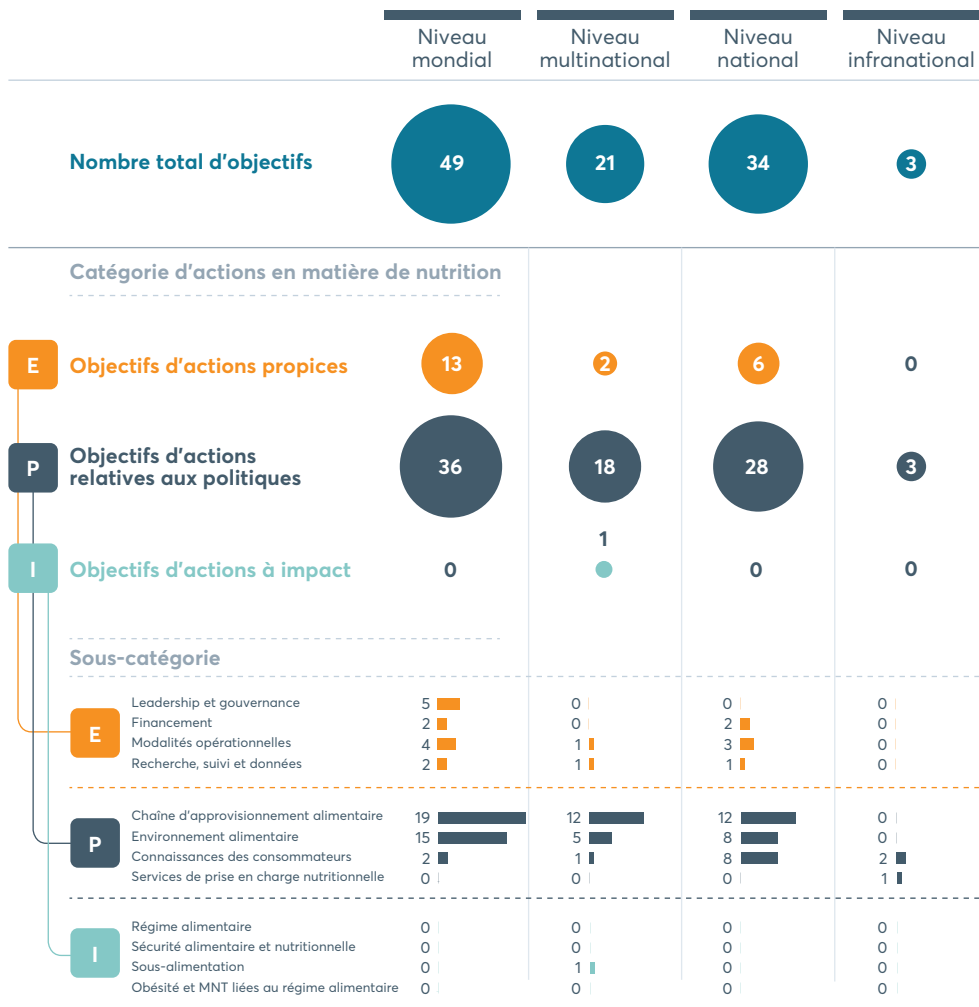 Niveau mondial
Niveau multinational
Niveau national
Niveau infranational
Nombre total d'objectifs
49 21 34 3
Catégorie d'actions en matière de nutrition
E Objectifs d'actions propices 13 2 6 0
P Objectifs d'actions
relatives aux politiques 36 18 28 3
1
I Objectifs d'actions à impact 0 0 0
Sous-catégorie
E
Leadership et gouvernance 5 0 0 0
Financement 2 0 2 0
Modalités opérationnelles 4 1 3 0
Recherche, suivi et données 2 1 1 0
P
Chaîne d'approvisionnement alimentaire 19 12 12 0
Environnement alimentaire 15 5 8 0
Connaissances des consommateurs 2 1 8 2
Services de prise en charge nutritionnelle 0 0 0 1
I
Régime alimentaire 0 0 0 0
Sécurité alimentaire et nutritionnelle 0 0 0 0
Sous-alimentation 0 1 0 0
Obésité et MNT liées au régime alimentaire 0 0 0 0